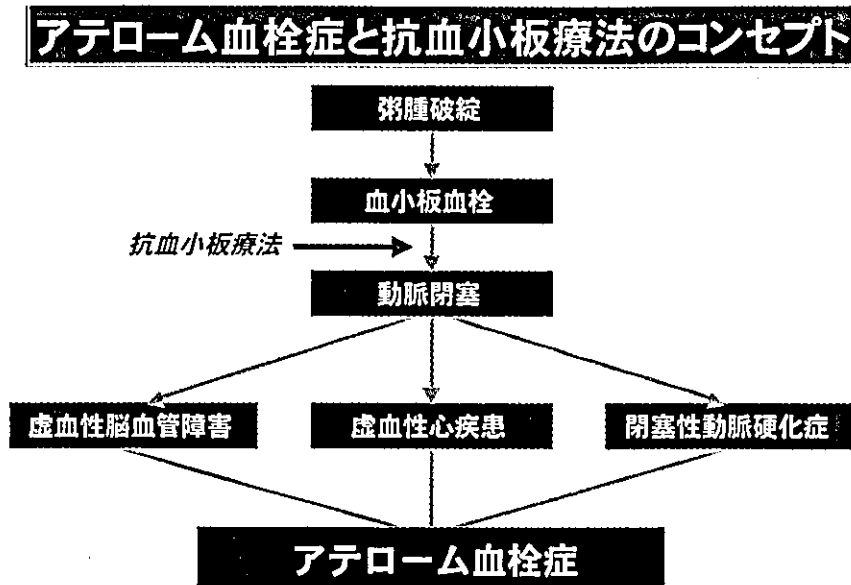 アテローム血栓症と抗血小板療法のコンセプト
粥腫破綻
血小板血栓
抗血小板療法
動脈閉塞
虚血性脳血管障害
虚血性心疾患
閉塞性動脈硬化症
アテローム血栓症